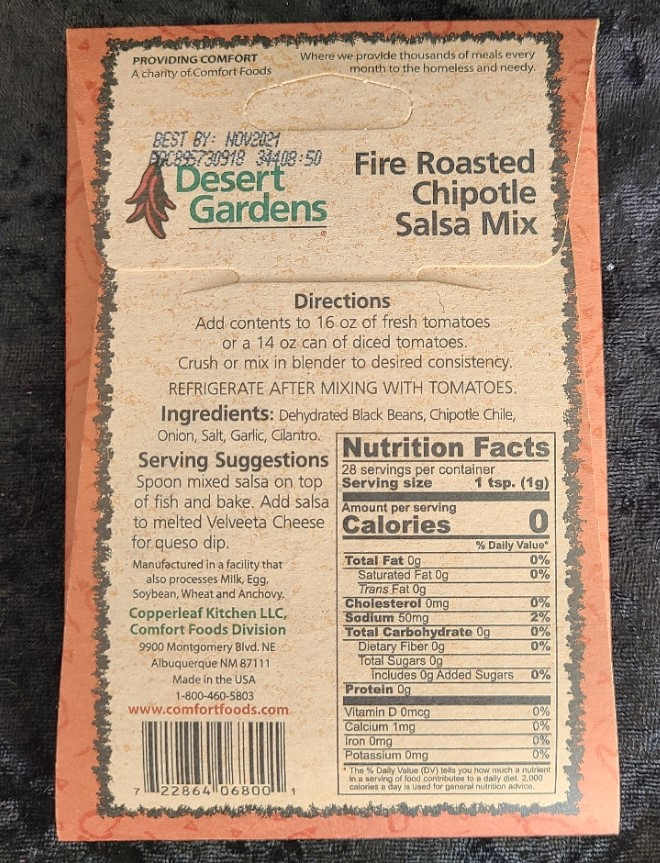 PROVIDING COMFORT
A charity of Comfort Foods
Where we provide thousands of meals every
month to the homeless and needy.
BEST BY: NOV2021
34408:50
Desert
Gardens
®
Fire Roasted
Chipotle
Salsa Mix
Directions
Add contents to 16 oz of fresh tomatoes
or a 14 oz can of diced tomatoes.
Crush or mix in blender to desired consistency.
REFRIGERATE AFTER MIXING WITH TOMATOES.
Ingredients: Dehydrated Black Beans, Chipotle Chile,
Onion, Salt, Garlic, Cilantro.
Serving Suggestions
Spoon mixed salsa on top
of fish and bake. Add salsa
to melted Velveeta Cheese
for queso dip.
Manufactured in a facility that
also processes Milk, Egg,
Soybean, Wheat and Anchovy.
Copperleaf Kitchen LLC,
Comfort Foods Division
9900 Montgomery Blvd. NE
Albuquerque NM 87111
Made in the USA
1-800-460-5803
www.comfortfoods.com
7 22864 06800 1
Nutrition Facts
28 servings per container
Serving size 1 tsp. (1g)
Amount per serving
Calories 0
% Daily Value*
Total Fat 0g 0%
Saturated Fat 0g 0%
Trans Fat 0g
Cholesterol 0mg 0%
Sodium 50mg 2%
Total Carbohydrate 0g 0%
Dietary Fiber 0g 0%
Total Sugars 0g
Includes 0g Added Sugars 0%
Protein 0g
Vitamin D 0mcg 0%
Calcium 1mg 0%
Iron 0mg 0%
Potassium 0mg 0%
* The % Daily Value (DV) tells you how much a nutrient
in a serving of food contributes to a daily diet. 2,000
calories a day is used for general nutrition advice.